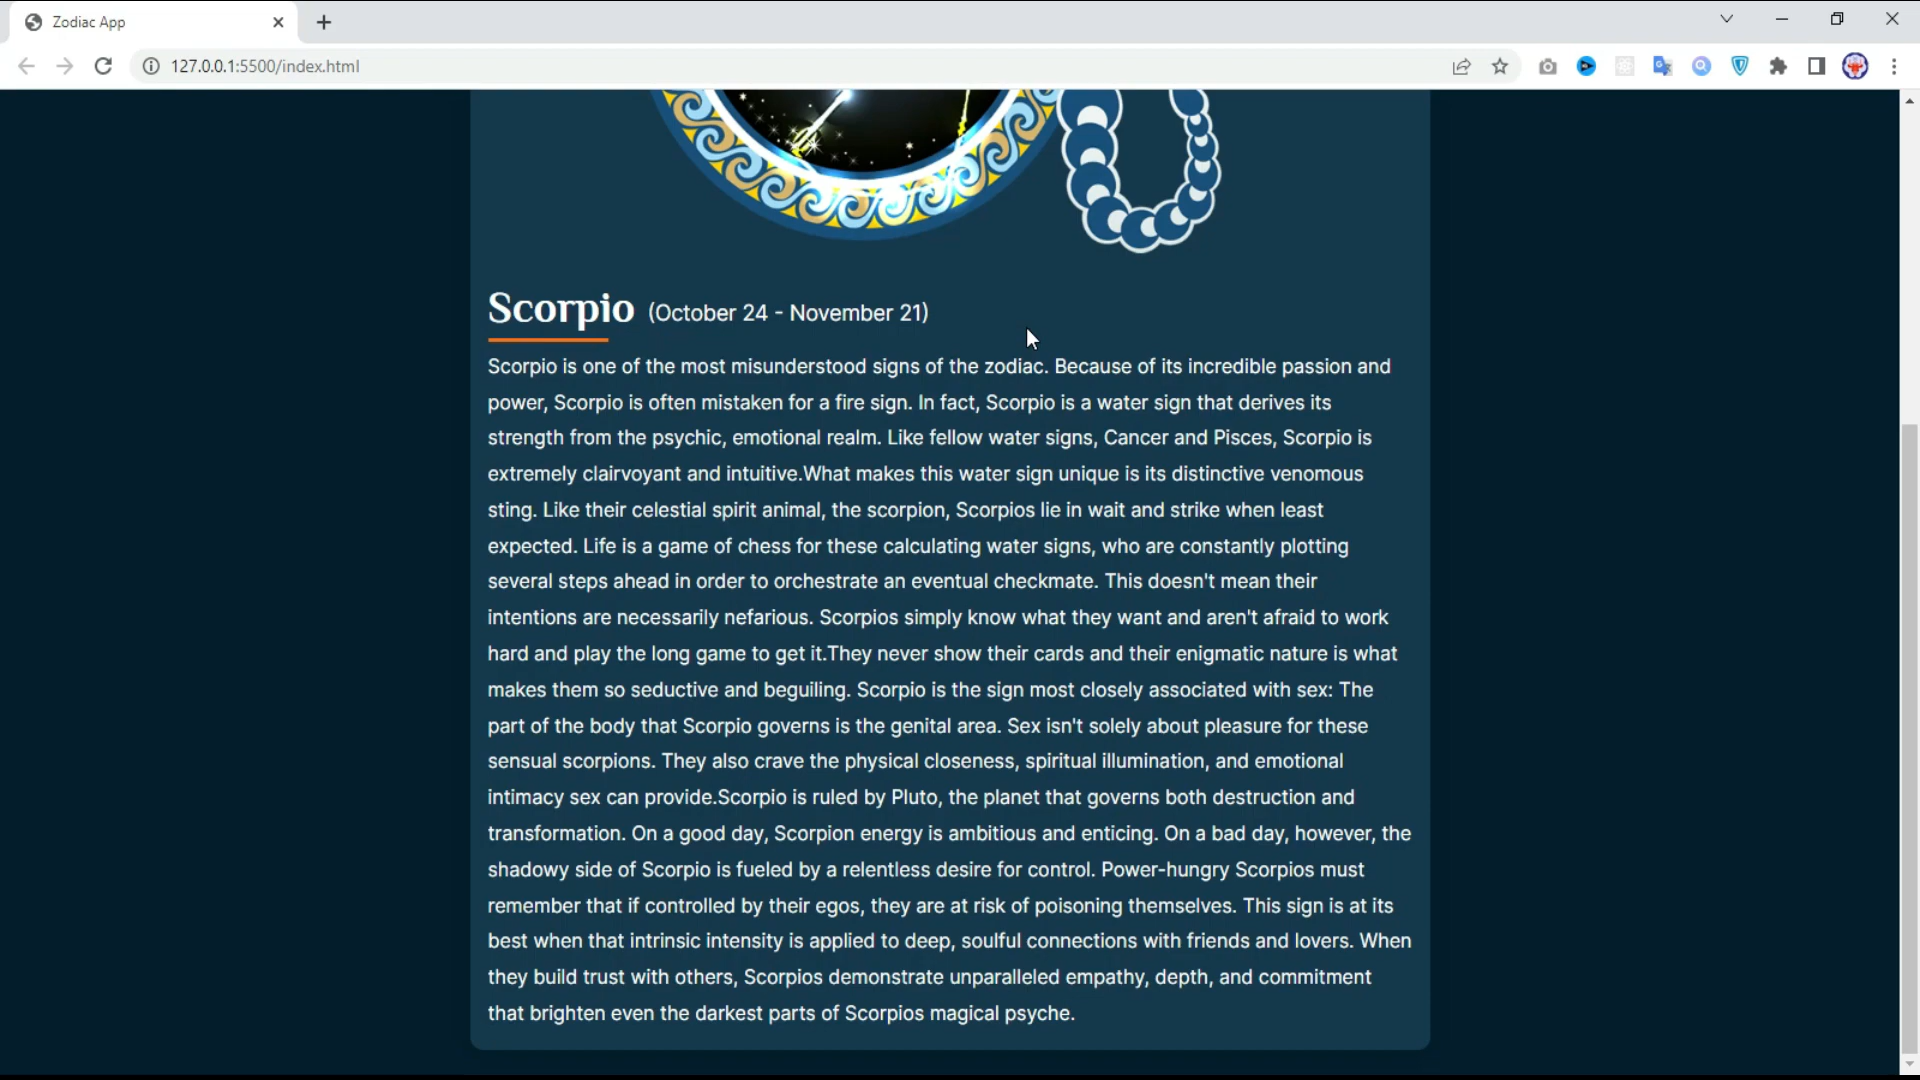 Zodiac App
127.0.0.1:5500/index.html
Scorpio (October 24 - November 21)
Scorpio is one of the most misunderstood signs of the zodiac. Because of its incredible passion and
power, Scorpio is often mistaken for a fire sign. In fact, Scorpio is a water sign that derives its
strength from the psychic, emotional realm. Like fellow water signs, Cancer and Pisces, Scorpio is
extremely clairvoyant and intuitive.What makes this water sign unique is its distinctive venomous
sting. Like their celestial spirit animal, the scorpion, Scorpios lie in wait and strike when least
expected. Life is a game of chess for these calculating water signs, who are constantly plotting
several steps ahead in order to orchestrate an eventual checkmate. This doesn't mean their
intentions are necessarily nefarious. Scorpios simply know what they want and aren't afraid to work
hard and play the long game to get it.They never show their cards and their enigmatic nature is what
makes them so seductive and beguiling. Scorpio is the sign most closely associated with sex: The
part of the body that Scorpio governs is the genital area. Sex isn't solely about pleasure for these
sensual scorpions. They also crave the physical closeness, spiritual illumination, and emotional
intimacy sex can provide.Scorpio is ruled by Pluto, the planet that governs both destruction and
transformation. On a good day, Scorpion energy is ambitious and enticing. On a bad day, however, the
shadowy side of Scorpio is fueled by a relentless desire for control. Power-hungry Scorpios must
remember that if controlled by their egos, they are at risk of poisoning themselves. This sign is at its
best when that intrinsic intensity is applied to deep, soulful connections with friends and lovers. When
they build trust with others, Scorpios demonstrate unparalleled empathy, depth, and commitment
that brighten even the darkest parts of Scorpios magical psyche.